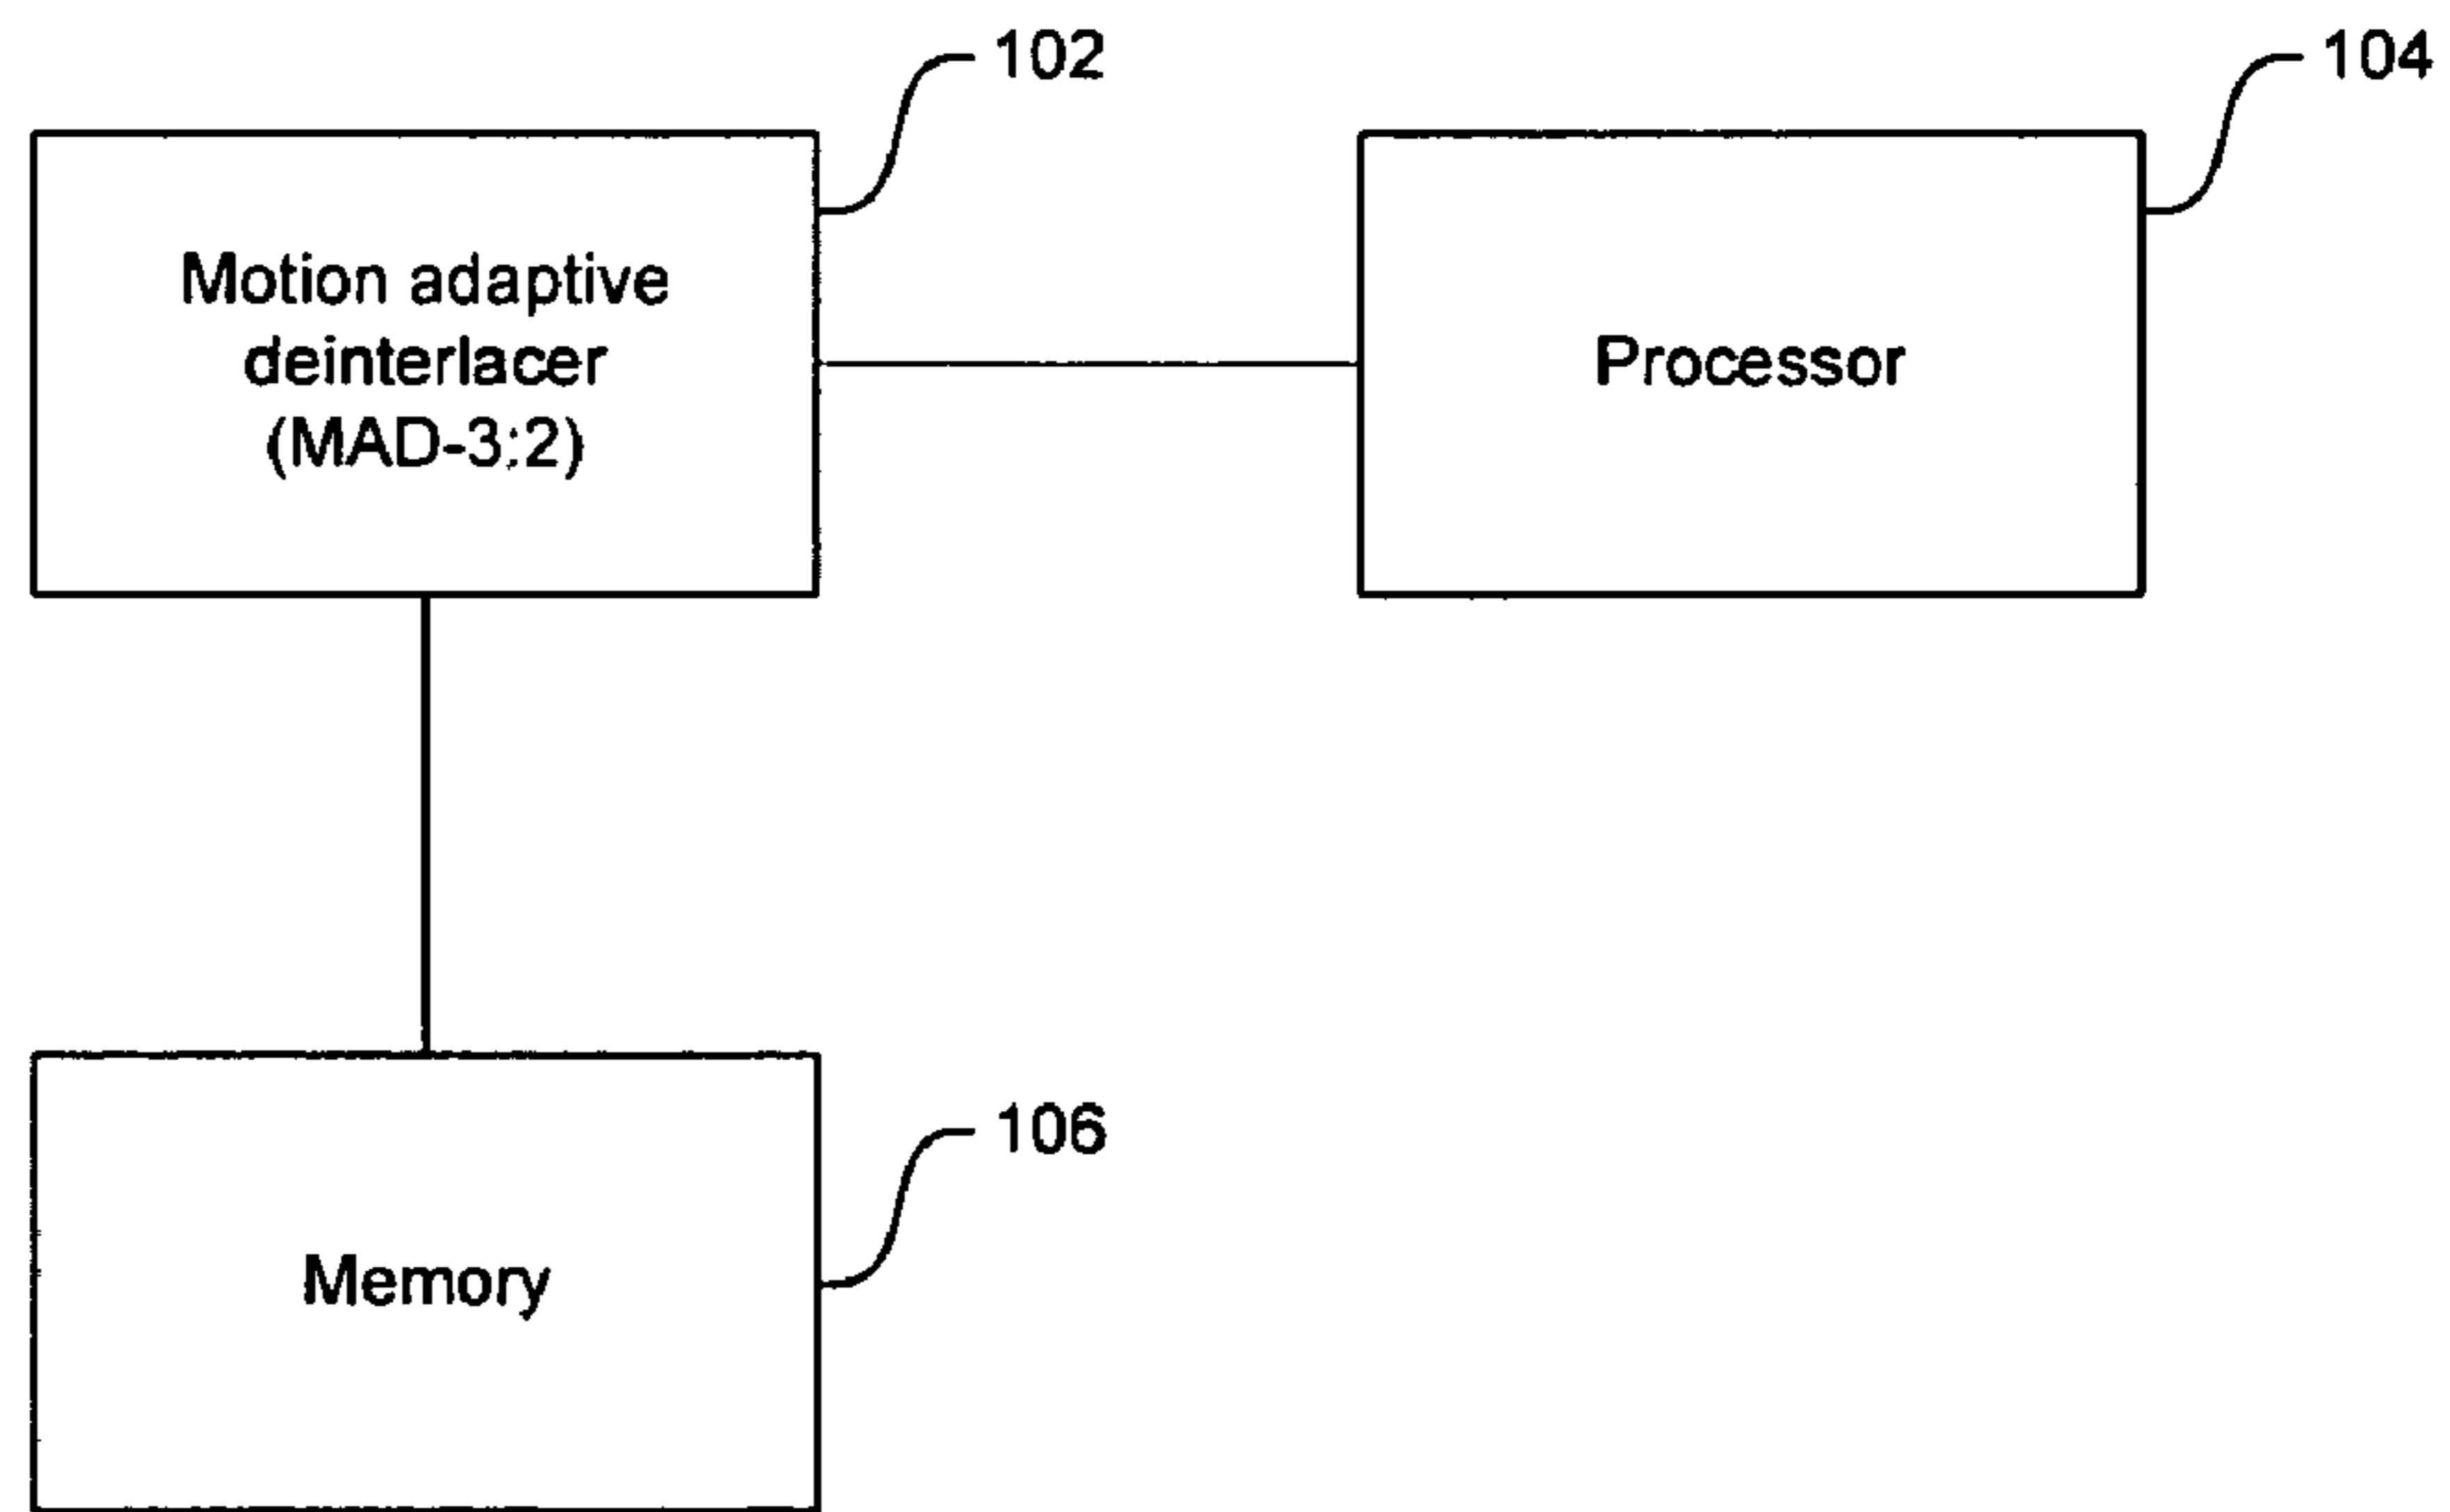 102
104
Motion adaptive
deinterlacer
(MAD-3:2)
Processor
106
Memory